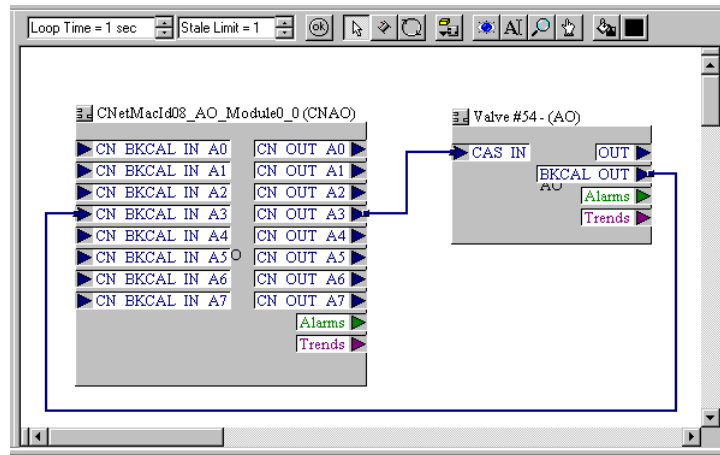 Loop Time = 1 sec Stale Limit = 1 ok AI
CNetMacId08_AO_Module0_0 (CNAO)
CN BKCAL IN A0 CN OUT A0
CN BKCAL IN A1 CN OUT A1
CN BKCAL IN A2 CN OUT A2
CN BKCAL IN A3 CN OUT A3
CN BKCAL IN A4 CN OUT A4
CN BKCAL IN A5 O CN OUT A5
CN BKCAL IN A6 CN OUT A6
CN BKCAL IN A7 CN OUT A7
Alarms
Trends
Valve #54 - (AO)
CAS IN OUT
BKCAL OUT
AO
Alarms
Trends